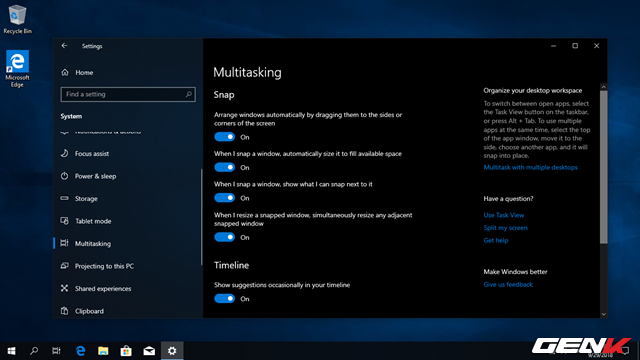 Recycle Bin
Microsoft
Edge
Settings
Home
Find a setting
System
Notifications & actions
Focus assist
Power & sleep
Storage
Tablet mode
Multitasking
Projecting to this PC
Shared experiences
Clipboard
Multitasking
Snap
Arrange windows automatically by dragging them to the sides or
corners of the screen
On
When I snap a window, automatically size it to fill available space
On
When I snap a window, show what I can snap next to it
On
When I resize a snapped window, simultaneously resize any adjacent
snapped window
On
Timeline
Show suggestions occasionally in your timeline
On
Organize your desktop workspace
To switch between open apps, select
the Task View button on the taskbar,
or press Alt + Tab. To use multiple
apps at the same time, select the top
of the app window, move it to the
side, choose another app, and it will
snap into place.
Multitask with multiple desktops
Have a question?
Use Task View
Split my screen
Get help
Make Windows better
Give us feedback
GENK
9/29/2018